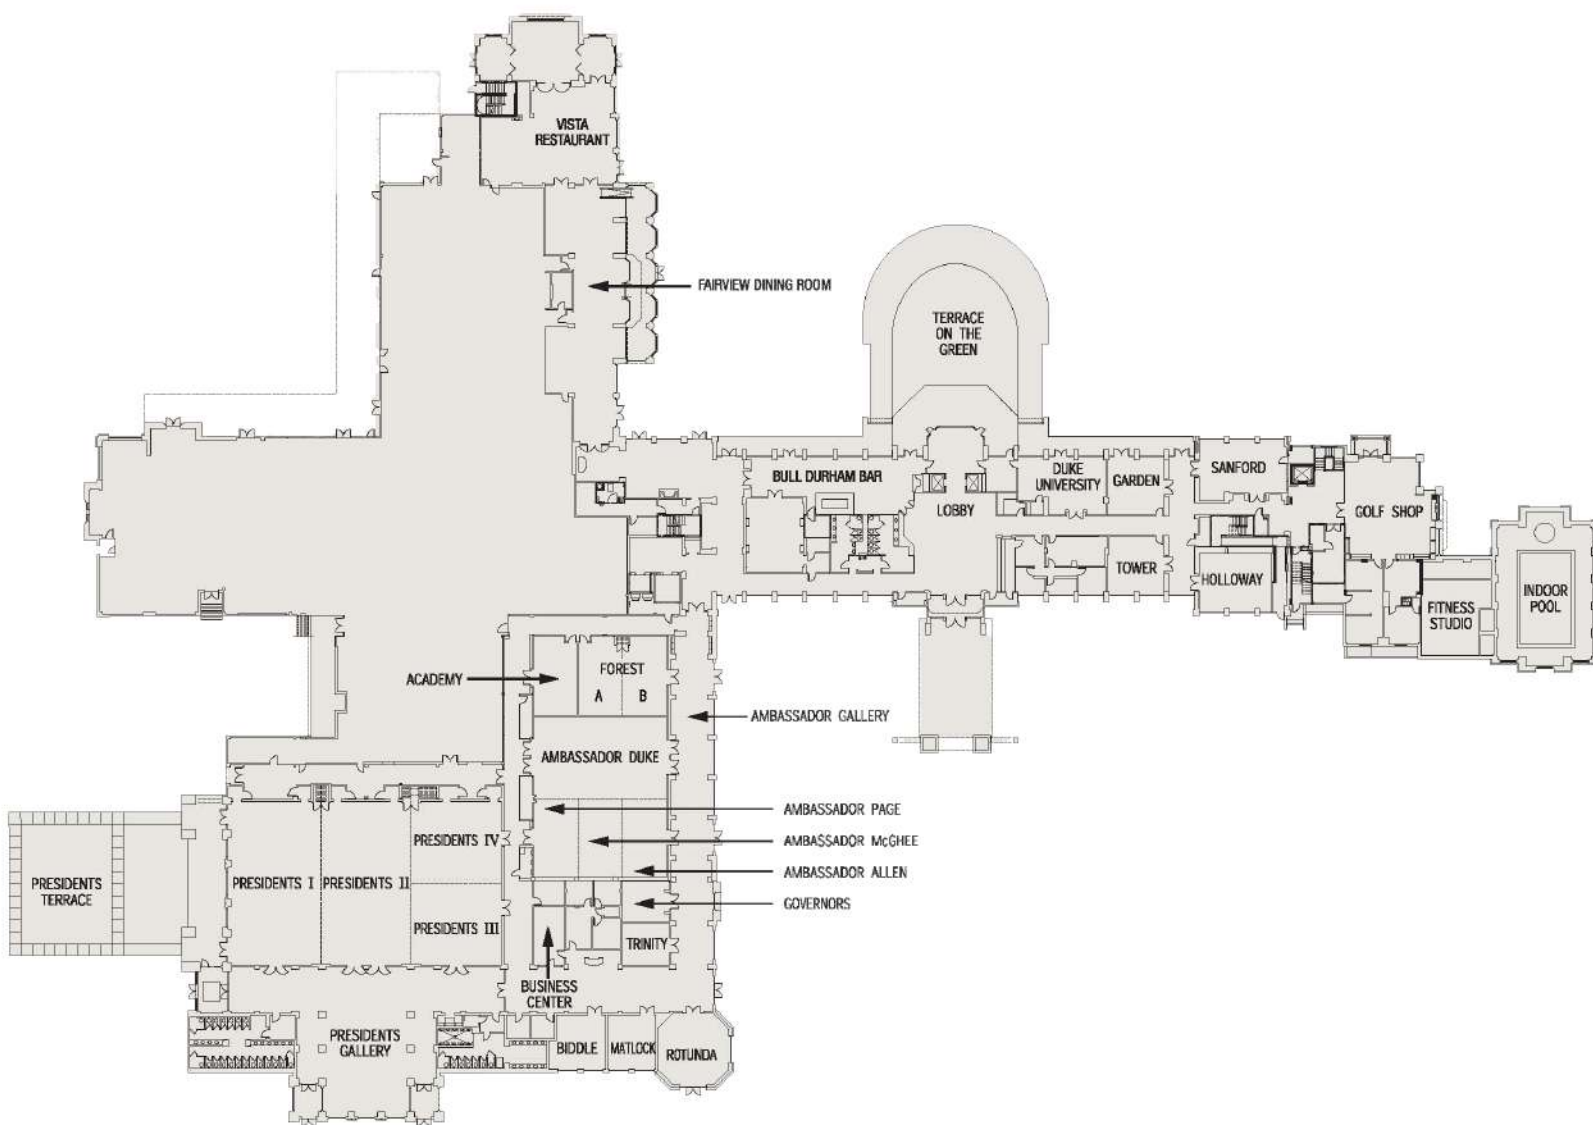 VISTA
RESTAURANT
FAIRVIEW DINING ROOM
TERRACE
ON THE
GREEN
BULL DURHAM BAR
LOBBY
DUKE
UNIVERSITY
GARDEN
SANFORD
GOLF SHOP
TOWER
HOLLOWAY
FITNESS
STUDIO
INDOOR
POOL
ACADEMY
FOREST
A B
AMBASSADOR GALLERY
AMBASSADOR DUKE
AMBASSADOR PAGE
AMBASSADOR McGHEE
AMBASSADOR ALLEN
GOVERNORS
PRESIDENTS
TERRACE
PRESIDENTS I
PRESIDENTS II
PRESIDENTS IV
PRESIDENTS III
TRINITY
BUSINESS
CENTER
PRESIDENTS
GALLERY
BIDDLE
MATLOCK
ROTUNDA